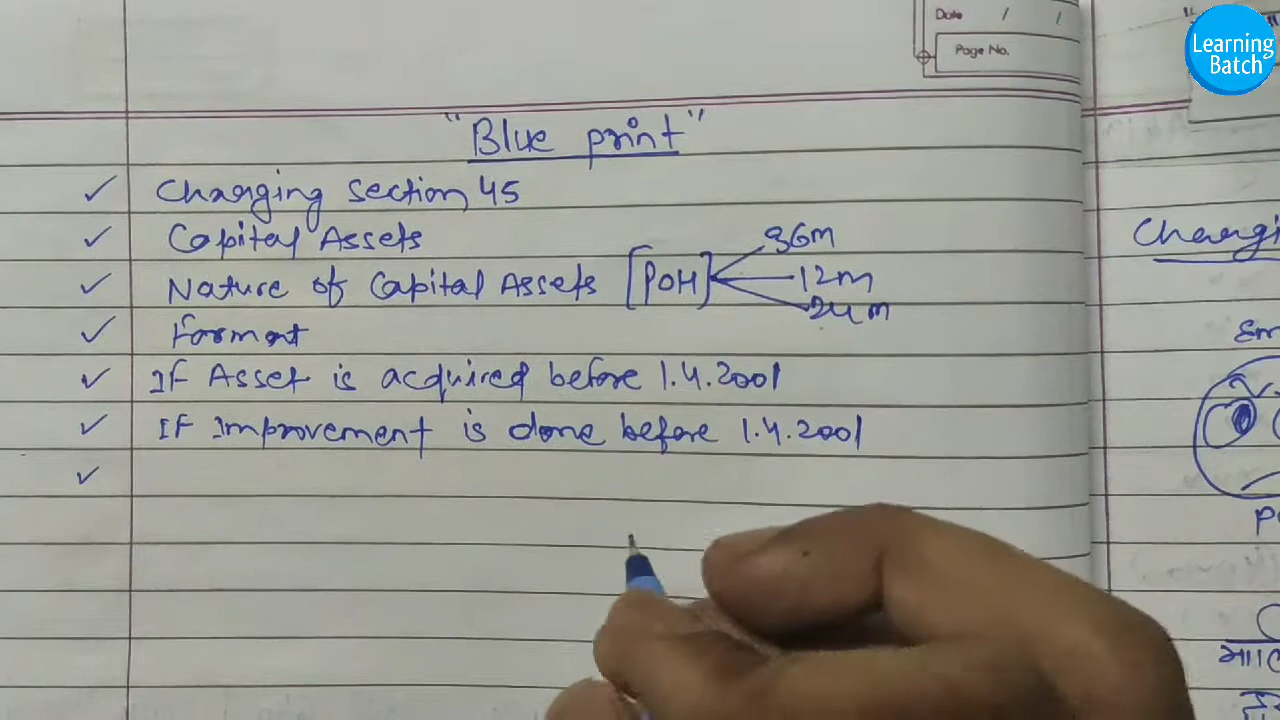 Date / /
Page No.
Learning
Batch
"Blue print"
✓ Charging section 45
✓ Capital Assets
✓ Nature of Capital Assets [POH] 36m
12m
24m
✓ Format
✓ If Asset is acquired before 1.4.2001
✓ If Improvement is done before 1.4.2001
✓